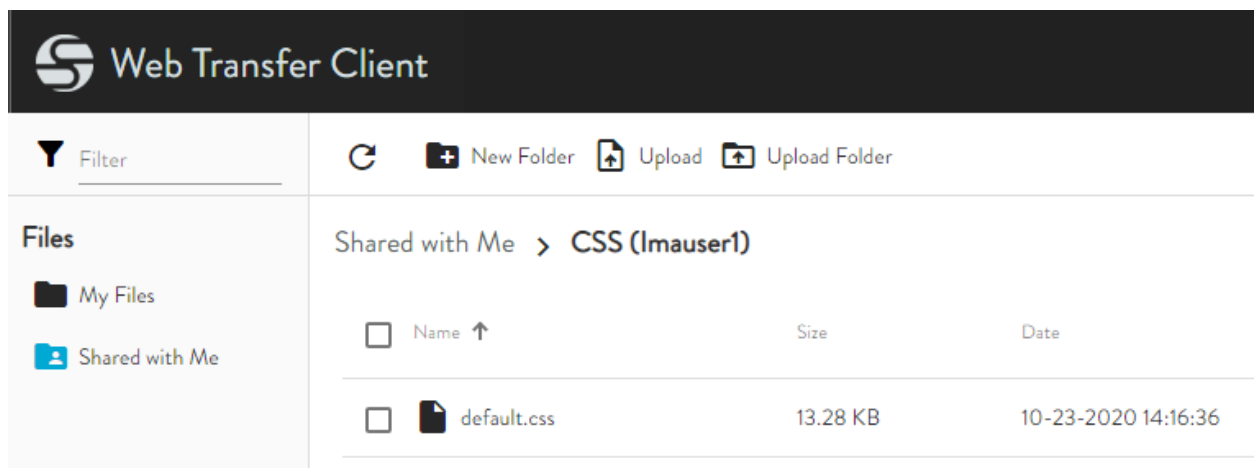 Web Transfer Client
Filter
New Folder Upload Upload Folder
Files
My Files
Shared with Me
Shared with Me > CSS (lmauser1)
Name Size Date
default.css 13.28 KB 10-23-2020 14:16:36